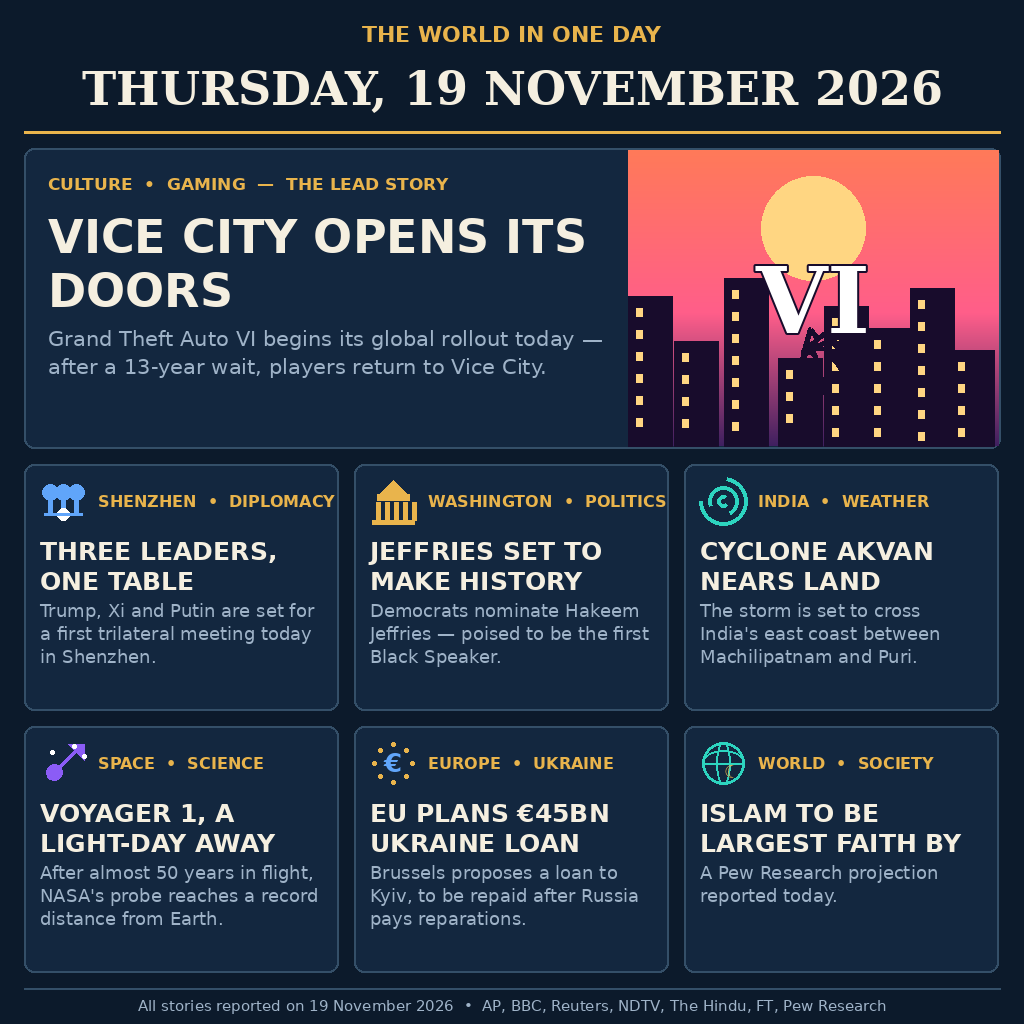 THE WORLD IN ONE DAY
THURSDAY, 19 NOVEMBER 2026
CULTURE • GAMING — THE LEAD STORY
VICE CITY OPENS ITS
DOORS
Grand Theft Auto VI begins its global rollout today —
after a 13-year wait, players return to Vice City.
VI
SHENZHEN • DIPLOMACY
THREE LEADERS,
ONE TABLE
Trump, Xi and Putin are set for
a first trilateral meeting today
in Shenzhen.
WASHINGTON • POLITICS
JEFFRIES SET TO
MAKE HISTORY
Democrats nominate Hakeem
Jeffries — poised to be the first
Black Speaker.
INDIA • WEATHER
CYCLONE AKVAN
NEARS LAND
The storm is set to cross
India's east coast between
Machilipatnam and Puri.
SPACE • SCIENCE
VOYAGER 1, A
LIGHT-DAY AWAY
After almost 50 years in flight,
NASA's probe reaches a record
distance from Earth.
€
EUROPE • UKRAINE
EU PLANS €45BN
UKRAINE LOAN
Brussels proposes a loan to
Kyiv, to be repaid after Russia
pays reparations.
WORLD • SOCIETY
ISLAM TO BE
LARGEST FAITH BY
A Pew Research projection
reported today.
All stories reported on 19 November 2026 • AP, BBC, Reuters, NDTV, The Hindu, FT, Pew Research